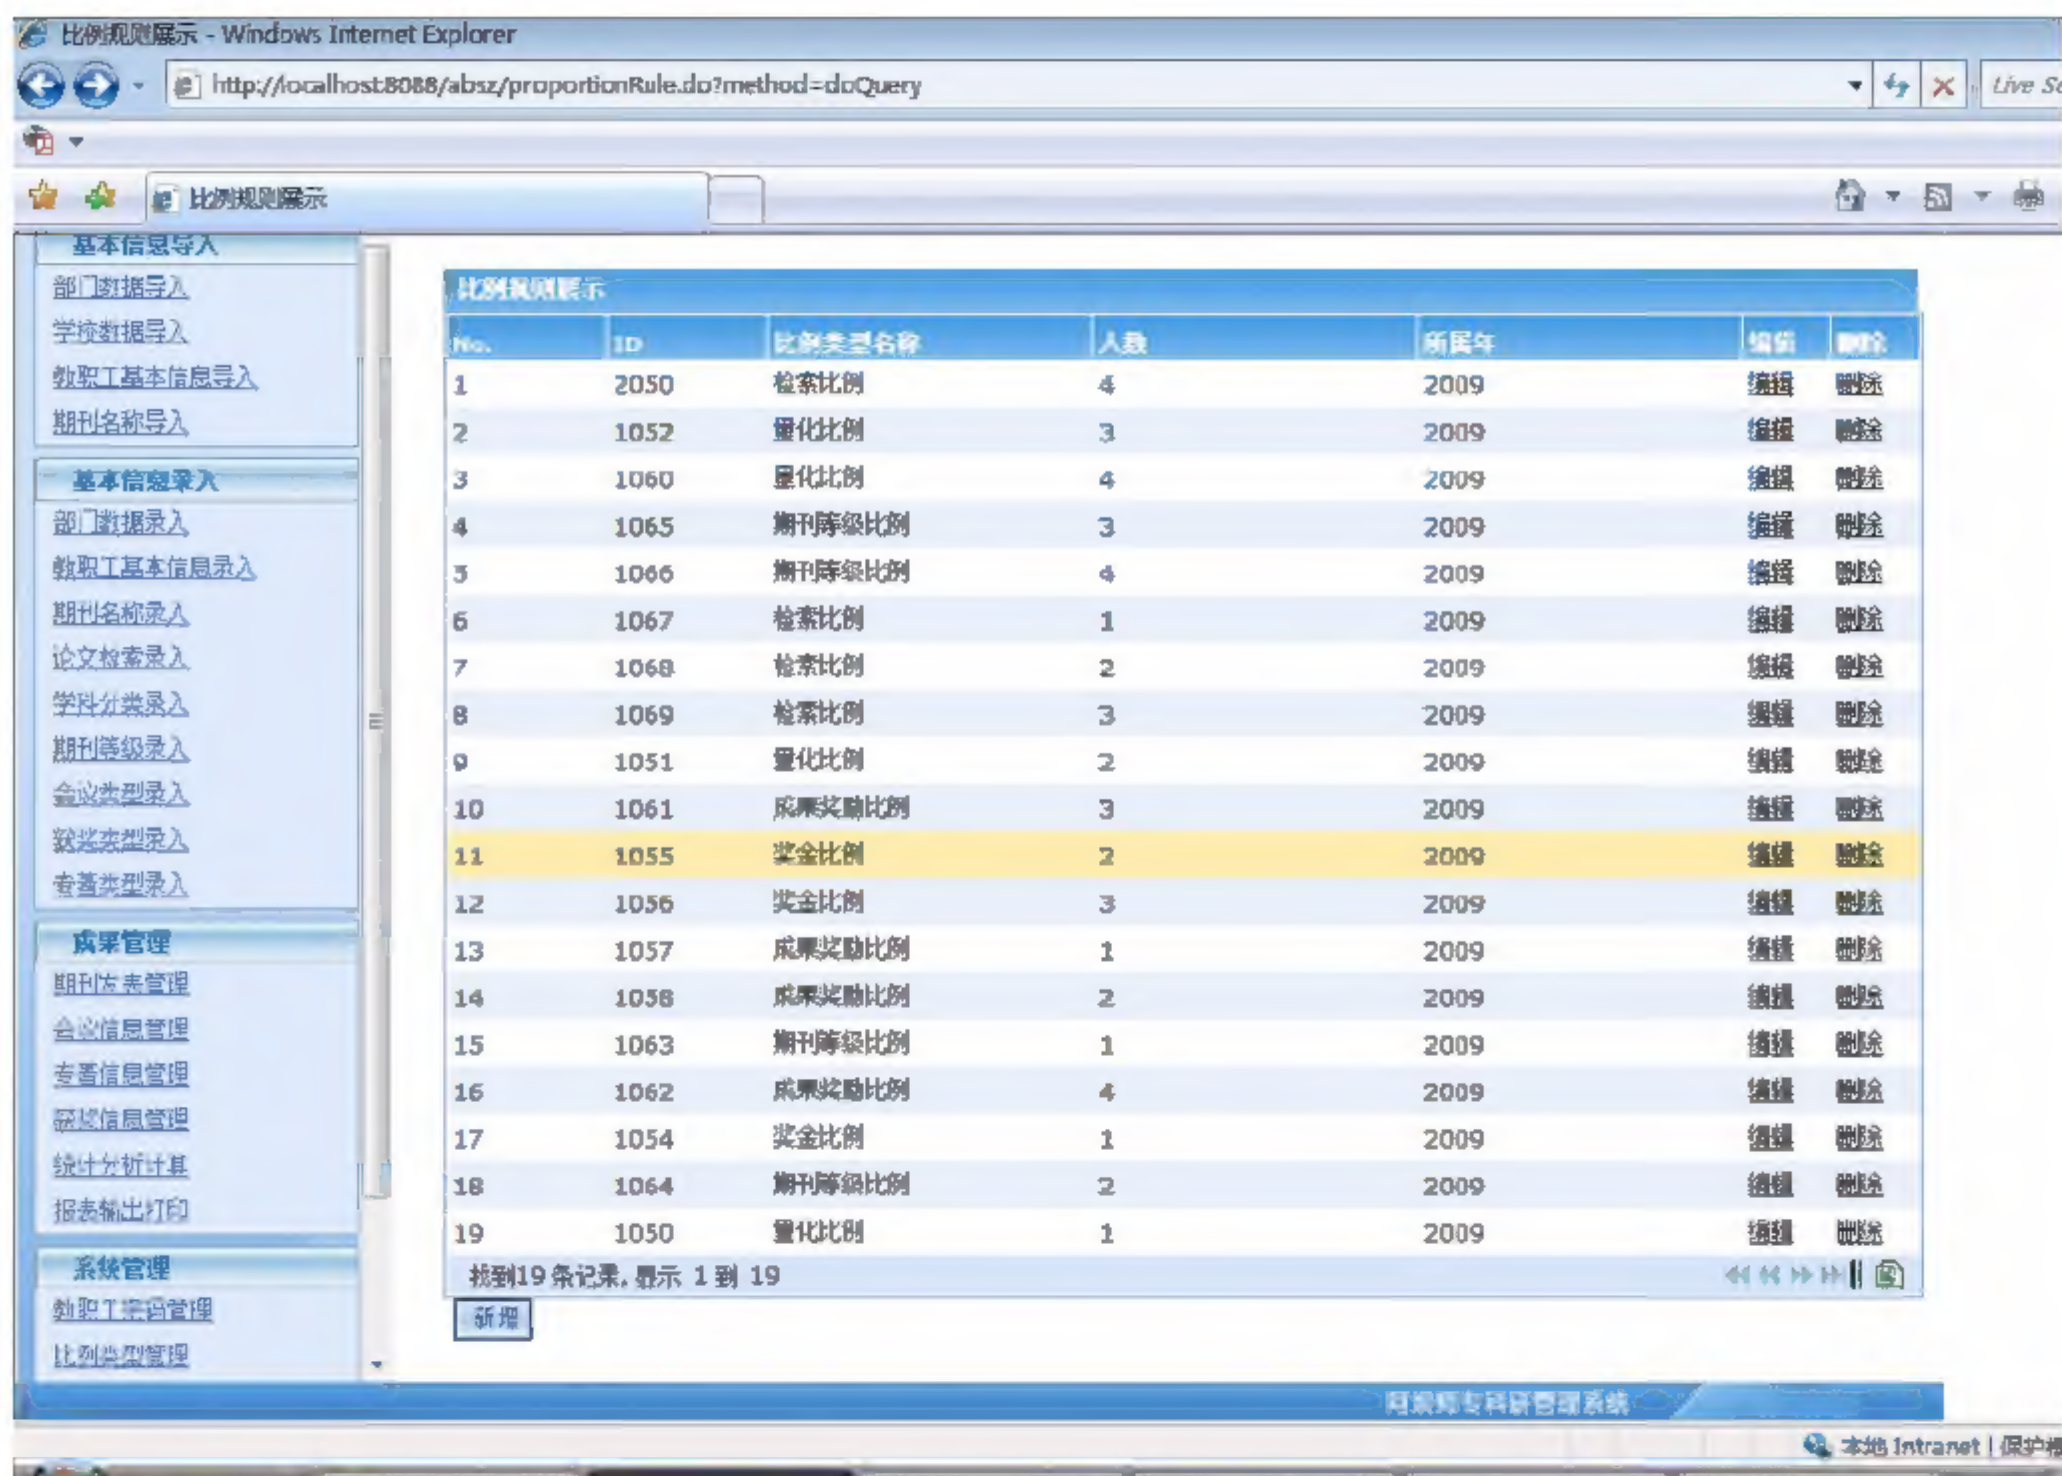 比例规则展示 - Windows Internet Explorer
http://localhost:8088/absz/proportionRule.do?method=doQuery
Live Se
比例规则展示
基本信息导入
部门数据导入
学校数据导入
教职工基本信息导入
期刊名称导入
基本信息录入
部门数据录入
教职工基本信息录入
期刊名称录入
论文检索录入
学科分类录入
期刊等级录入
会议类型录入
获奖类型录入
专著类型录入
成果管理
期刊发表管理
会议信息管理
专著信息管理
获奖信息管理
统计分析计算
报表输出打印
系统管理
教职工密码管理
比例类型管理
比例规则展示
No. ID 比例类型名称 人数 所属年 编辑 删除
1 2050 检索比例 4 2009 编辑 删除
2 1052 量化比例 3 2009 编辑 删除
3 1060 量化比例 4 2009 编辑 删除
4 1065 期刊等级比例 3 2009 编辑 删除
5 1066 期刊等级比例 4 2009 编辑 删除
6 1067 检索比例 1 2009 编辑 删除
7 1068 检索比例 2 2009 编辑 删除
8 1069 检索比例 3 2009 编辑 删除
9 1051 量化比例 2 2009 编辑 删除
10 1061 成果奖励比例 3 2009 编辑 删除
11 1055 奖金比例 2 2009 编辑 删除
12 1056 奖金比例 3 2009 编辑 删除
13 1057 成果奖励比例 1 2009 编辑 删除
14 1058 成果奖励比例 2 2009 编辑 删除
15 1063 期刊等级比例 1 2009 编辑 删除
16 1062 成果奖励比例 4 2009 编辑 删除
17 1054 奖金比例 1 2009 编辑 删除
18 1064 期刊等级比例 2 2009 编辑 删除
19 1050 量化比例 1 2009 编辑 删除
找到19 条记录, 显示 1 到 19
新增
师专科研管理系统
本地 Intranet | 保护模